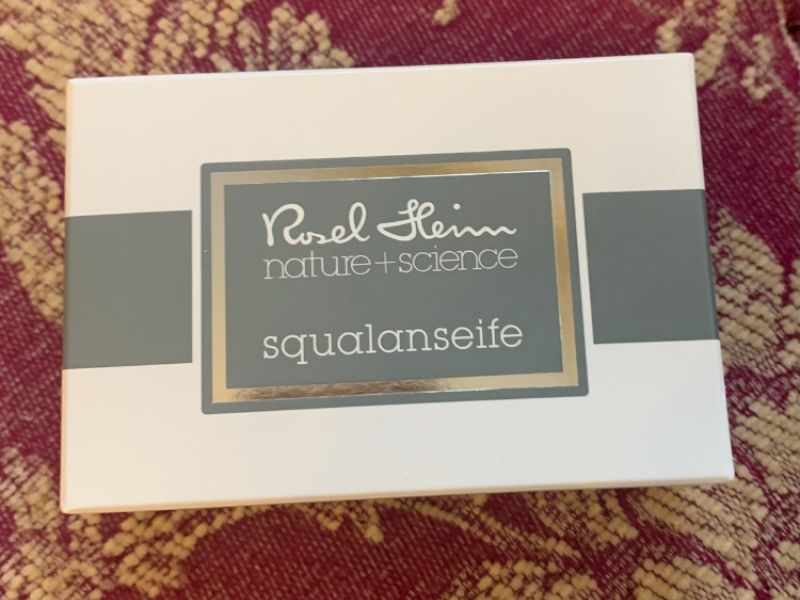 Rosel Heim
nature+science
squalanseife